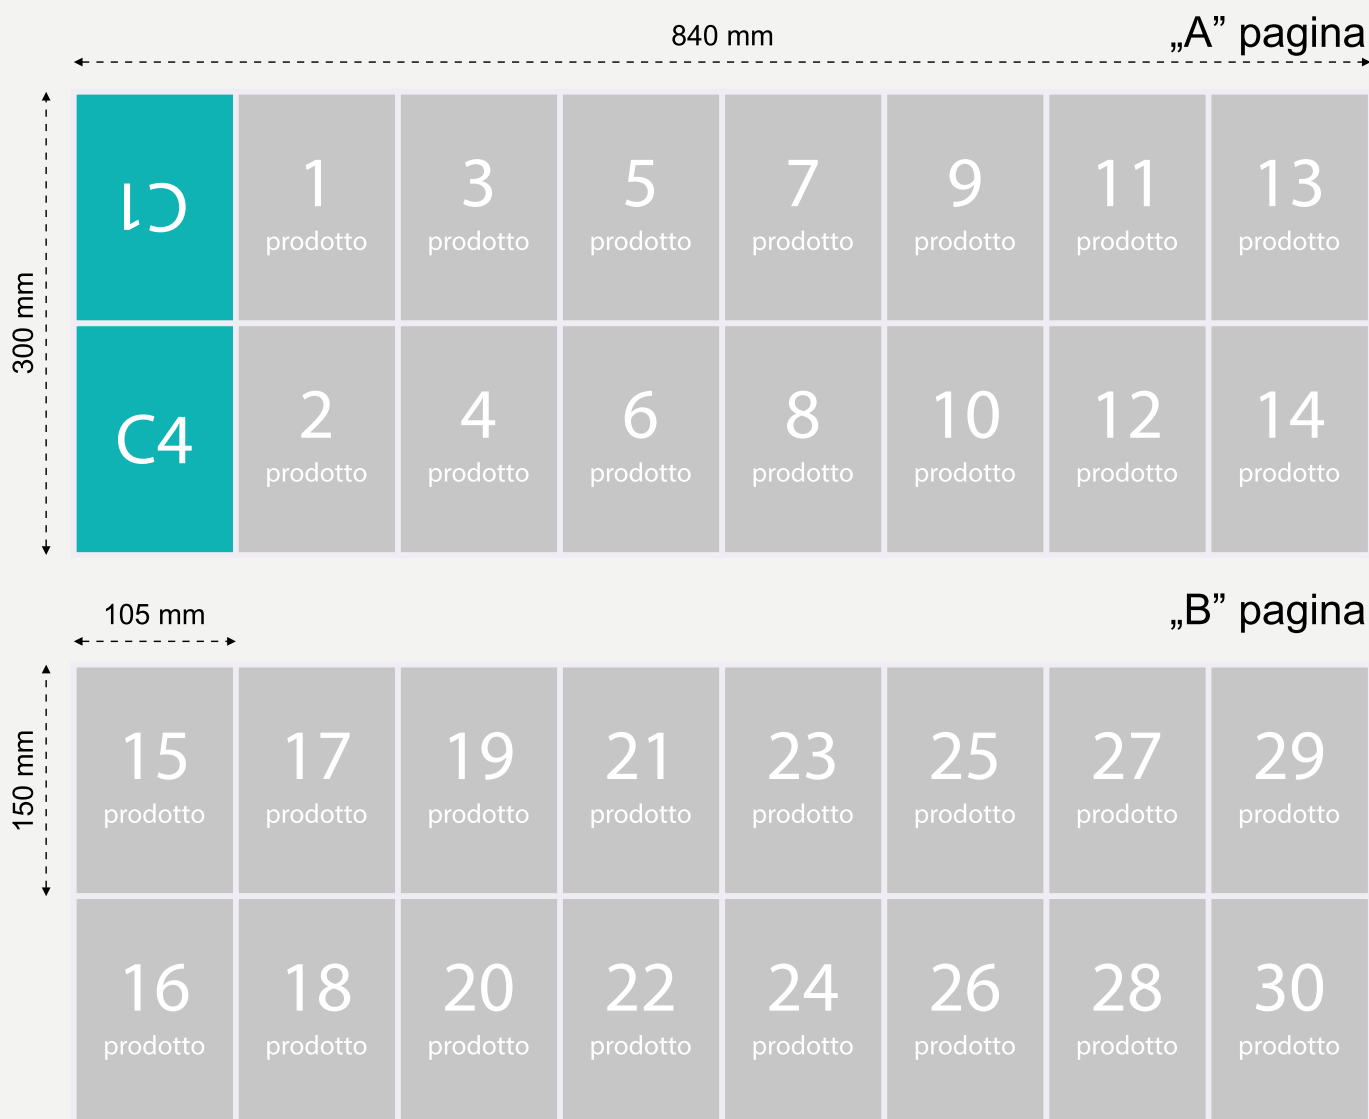 840 mm
„A” pagina
300 mm
C1
1 3 5 7 9 11 13
prodotto prodotto prodotto prodotto prodotto prodotto prodotto
C4
2 4 6 8 10 12 14
prodotto prodotto prodotto prodotto prodotto prodotto prodotto
105 mm
„B” pagina
150 mm
15 17 19 21 23 25 27 29
prodotto prodotto prodotto prodotto prodotto prodotto prodotto prodotto
16 18 20 22 24 26 28 30
prodotto prodotto prodotto prodotto prodotto prodotto prodotto prodotto